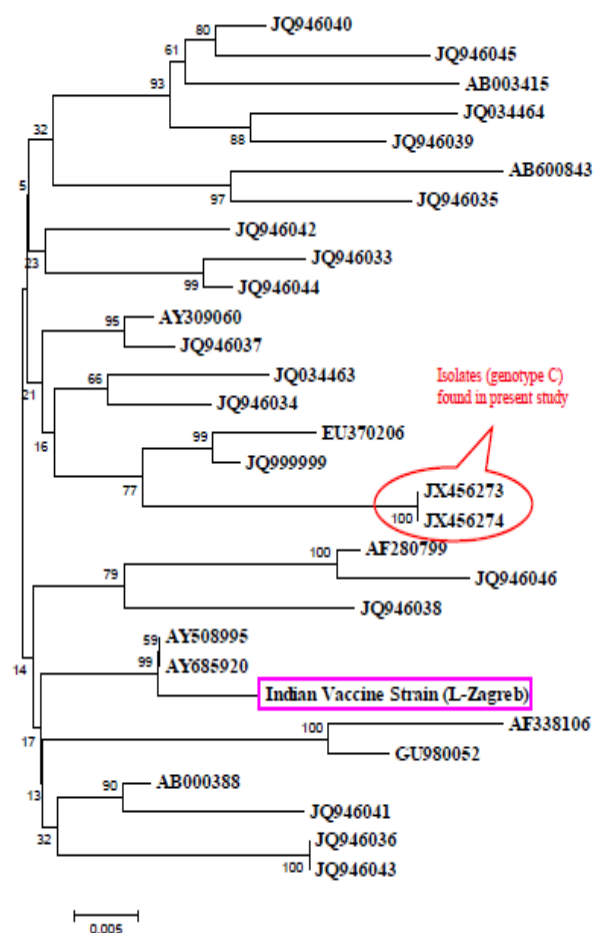 JQ946040
80
61
JQ946045
AB003415
93
JQ034464
32
88
JQ946039
AB600843
5
97
JQ946035
JQ946042
23
JQ946033
99
JQ946044
95
AY309060
JQ946037
21
66
JQ034463
JQ946034
Isolates (genotype C)
found in present study
16
99
EU370206
JQ999999
77
JX456273
100
JX456274
100
AF280799
79
JQ946046
JQ946038
14
59
AY508995
99
AY685920
Indian Vaccine Strain (L-Zagreb)
17
100
AF338106
GU980052
13
90
AB000388
JQ946041
32
JQ946036
100
JQ946043
0.005